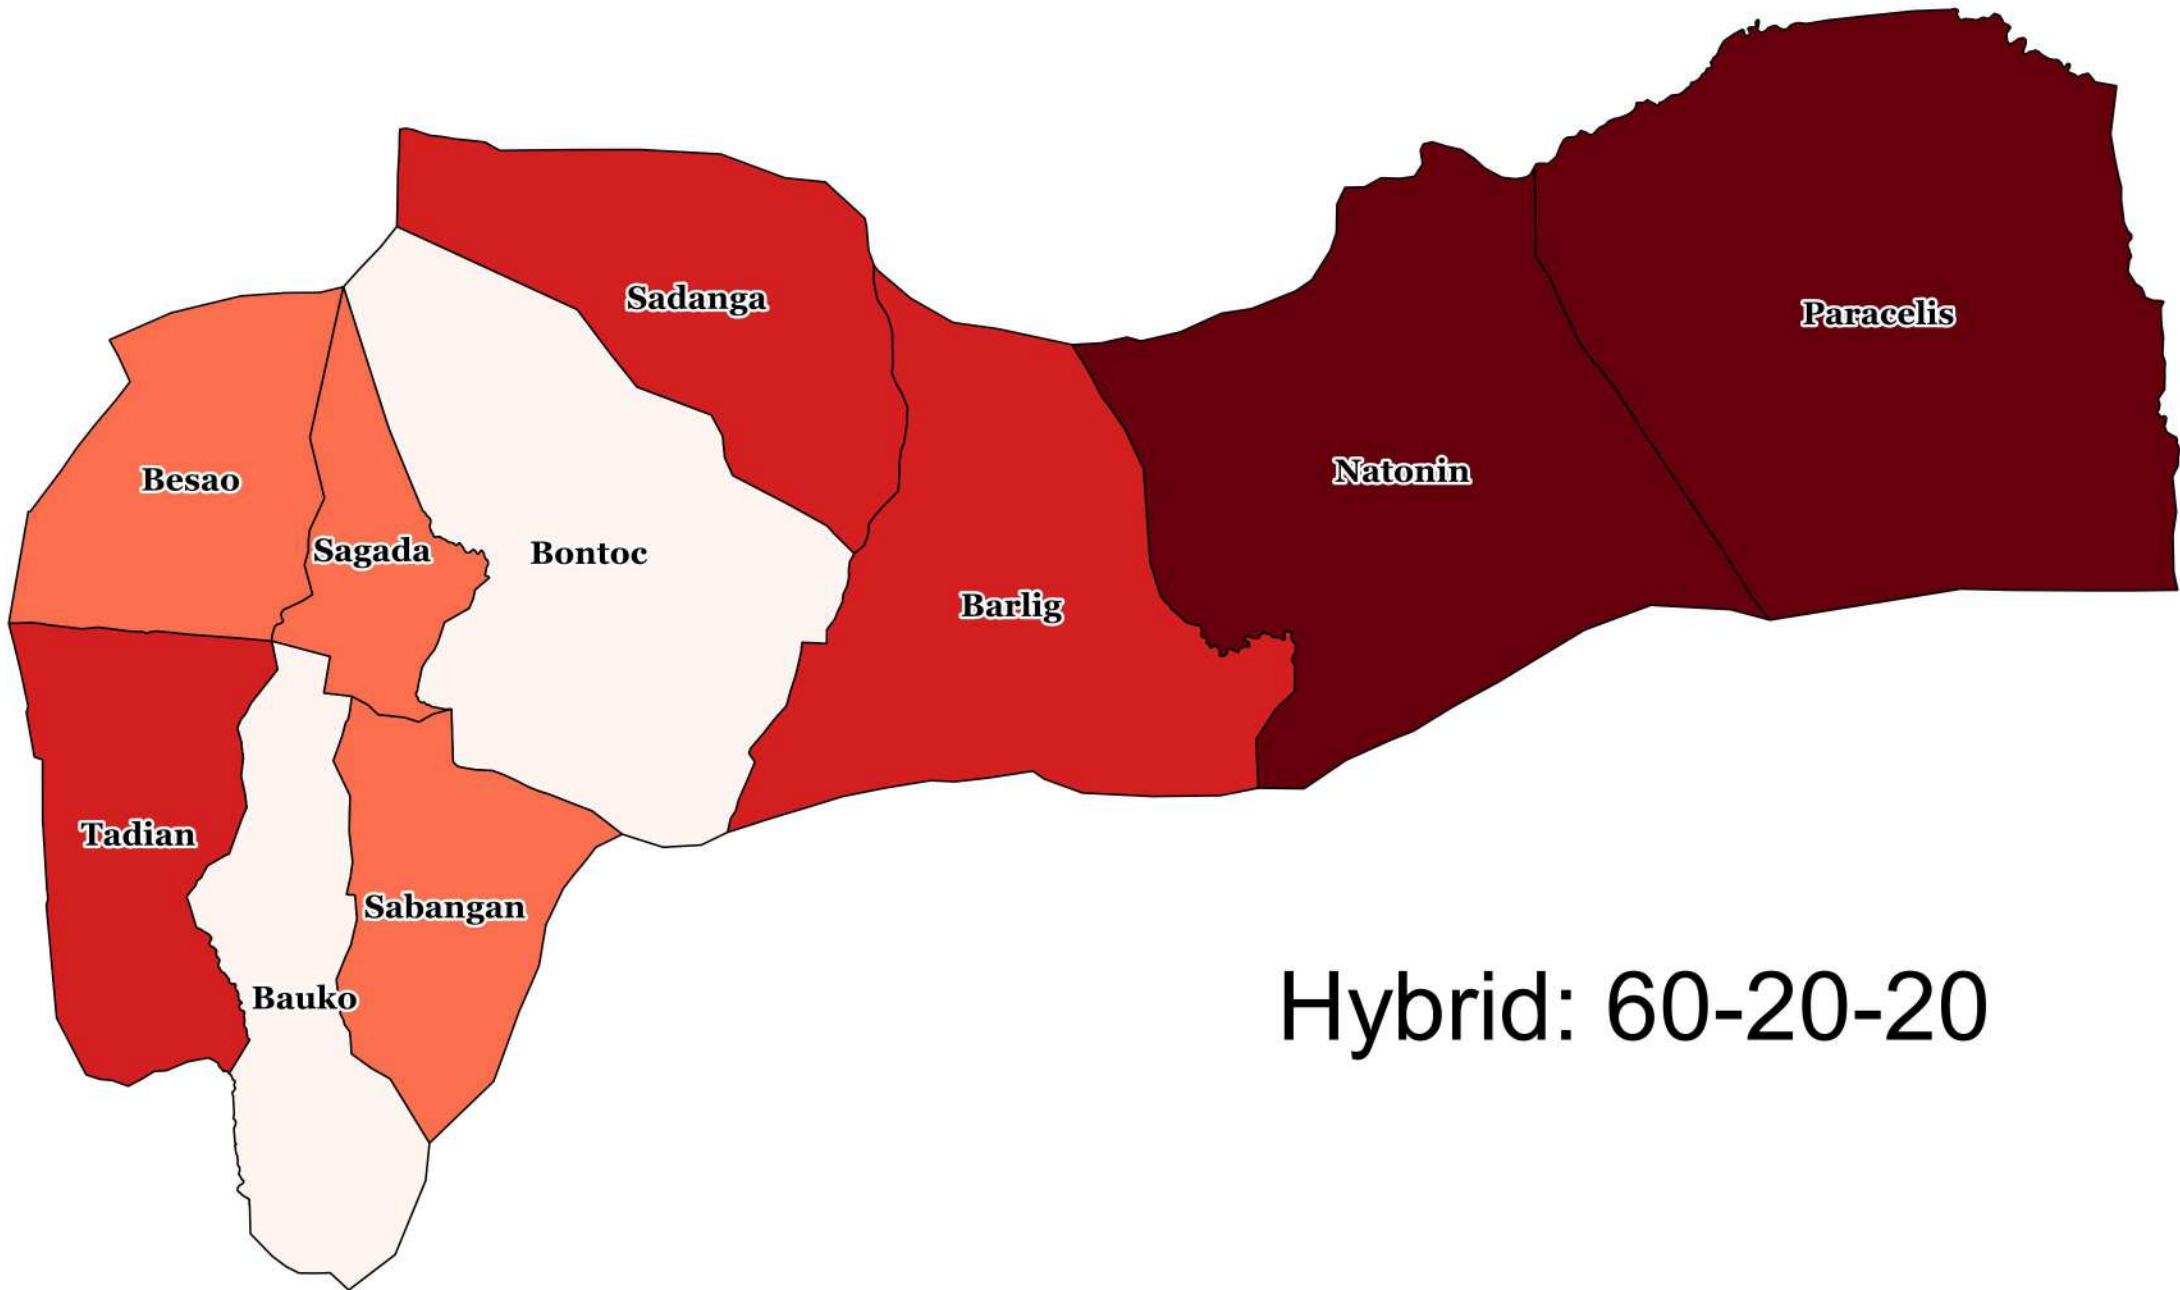 Sadanga
Paracelis
Natonin
Besao
Sagada
Bontoc
Barlig
Tadian
Sabangan
Bauko
Hybrid: 60-20-20